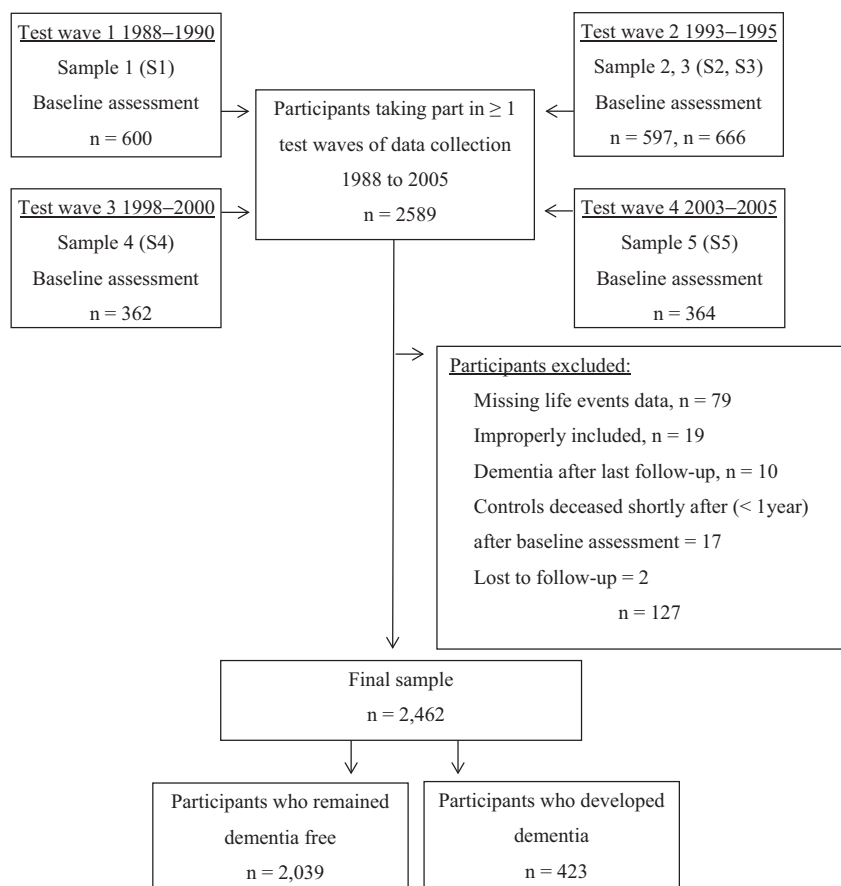 Test wave 1 1988–1990
Sample 1 (S1)
Baseline assessment
n = 600
Test wave 2 1993–1995
Sample 2, 3 (S2, S3)
Baseline assessment
n = 597, n = 666
Participants taking part in ≥ 1
test waves of data collection
1988 to 2005
n = 2589
Test wave 3 1998–2000
Sample 4 (S4)
Baseline assessment
n = 362
Test wave 4 2003–2005
Sample 5 (S5)
Baseline assessment
n = 364
Participants excluded:
Missing life events data, n = 79
Improperly included, n = 19
Dementia after last follow-up, n = 10
Controls deceased shortly after (< 1year)
after baseline assessment = 17
Lost to follow-up = 2
n = 127
Final sample
n = 2,462
Participants who remained
dementia free
n = 2,039
Participants who developed
dementia
n = 423